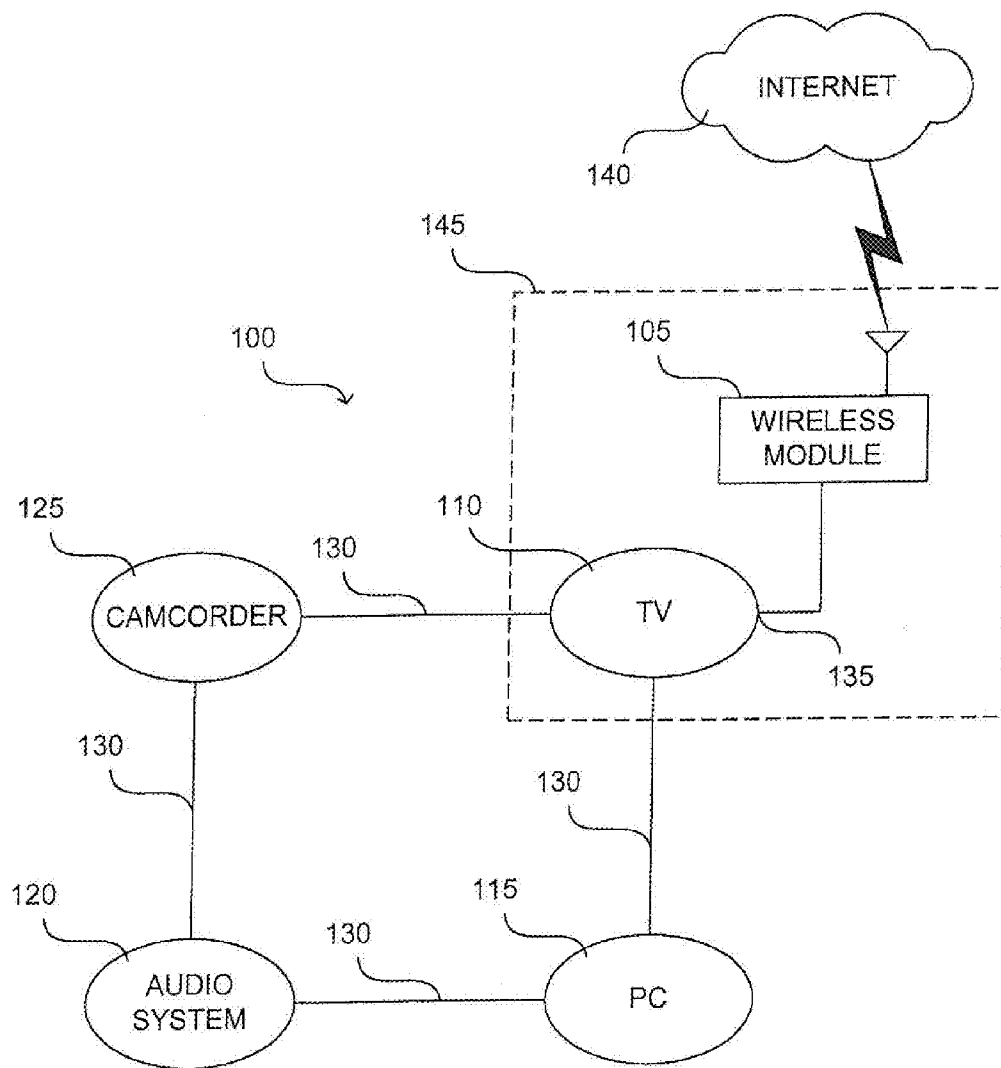 INTERNET
140
145
105
100
WIRELESS
MODULE
125
110
130
CAMCORDER
TV
135
130
130
120
115
130
AUDIO
SYSTEM
PC